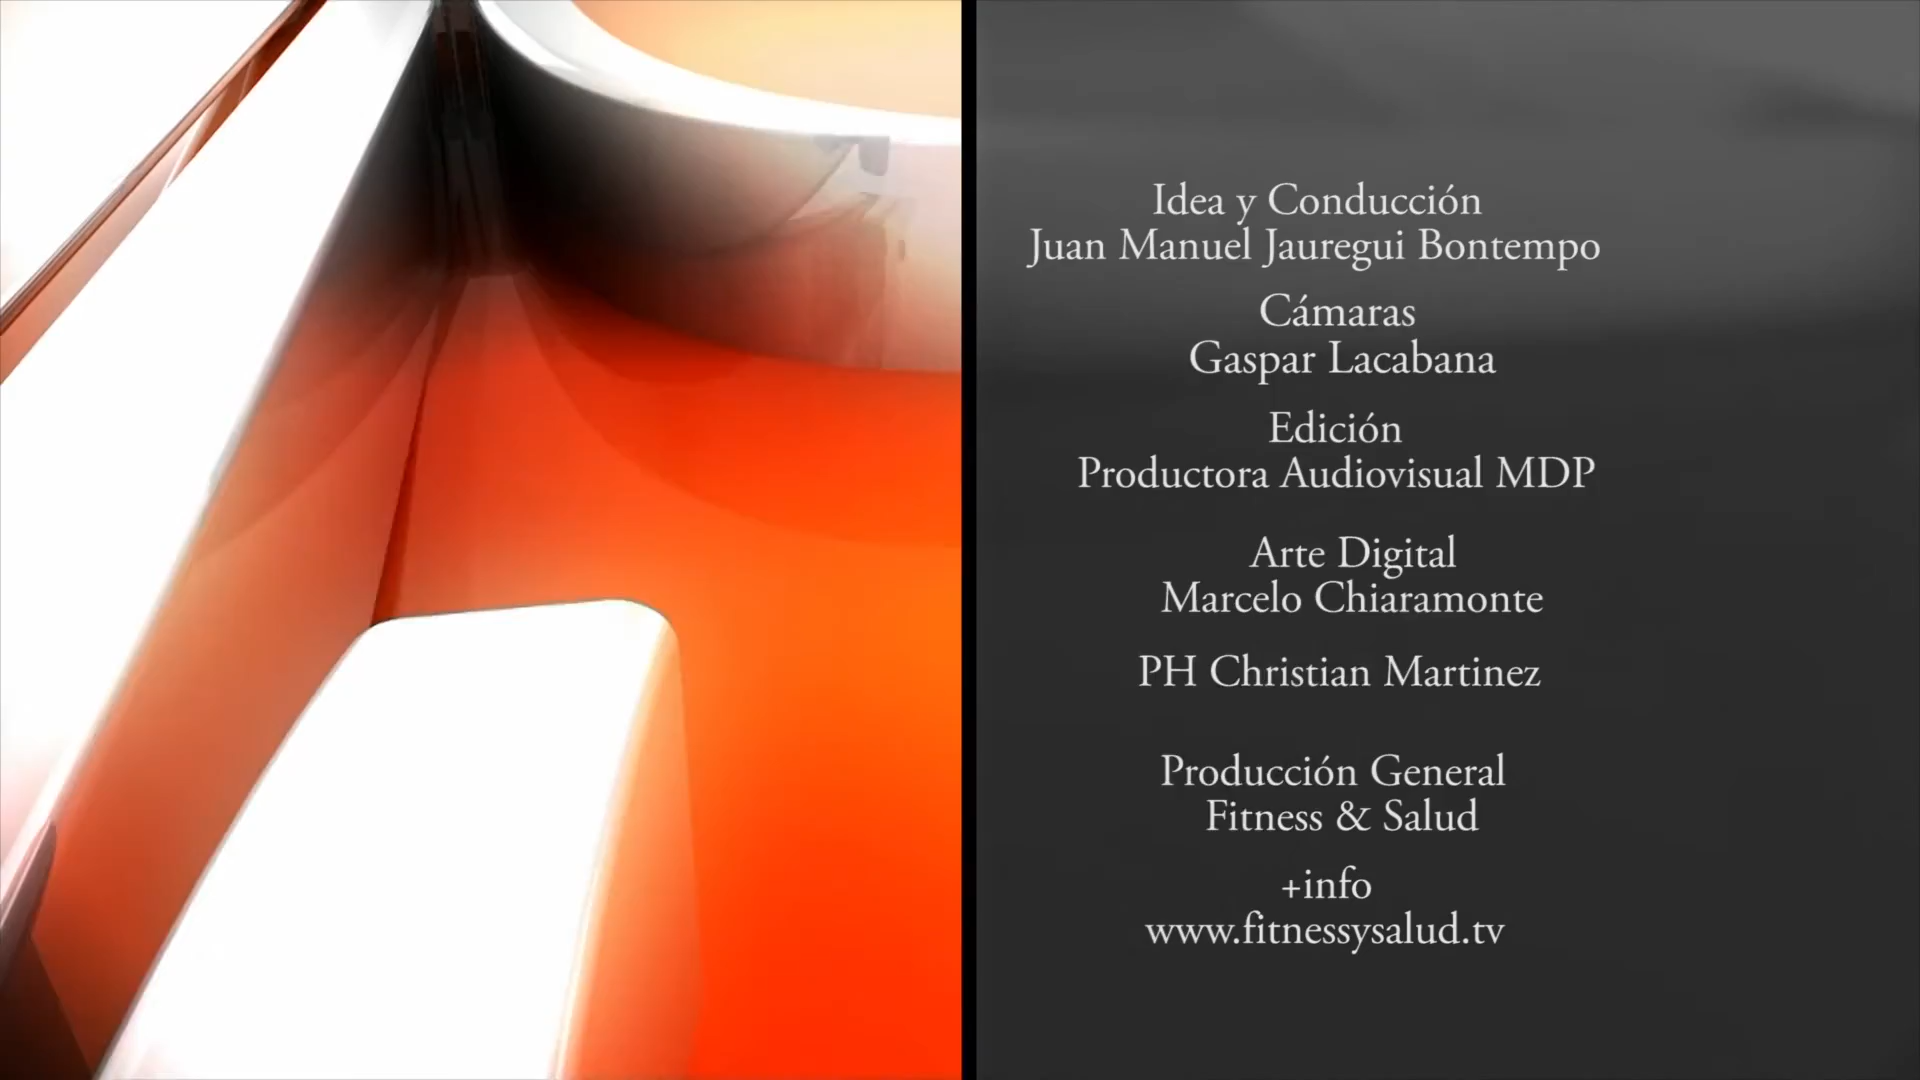 Idea y Conducción
Juan Manuel Jauregui Bontempo
Cámaras
Gaspar Lacabana
Edición
Productora Audiovisual MDP
Arte Digital
Marcelo Chiaramonte
PH Christian Martinez
Producción General
Fitness & Salud
+info
www.fitnessysalud.tv